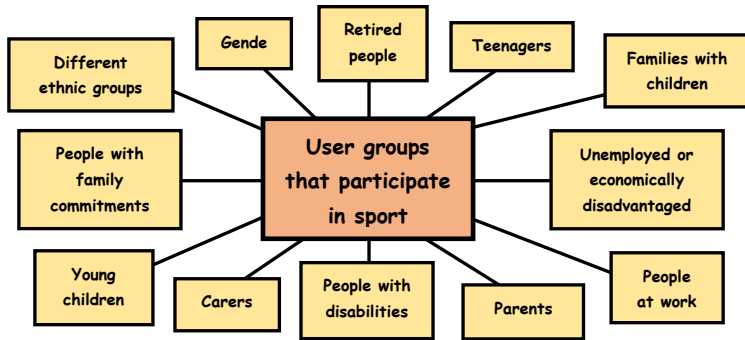 Different
ethnic groups
Gende
Retired
people
Teenagers
Families with
children
People with
family
commitments
User groups
that participate
in sport
Unemployed or
economically
disadvantaged
Young
children
Carers
People with
disabilities
Parents
People
at work